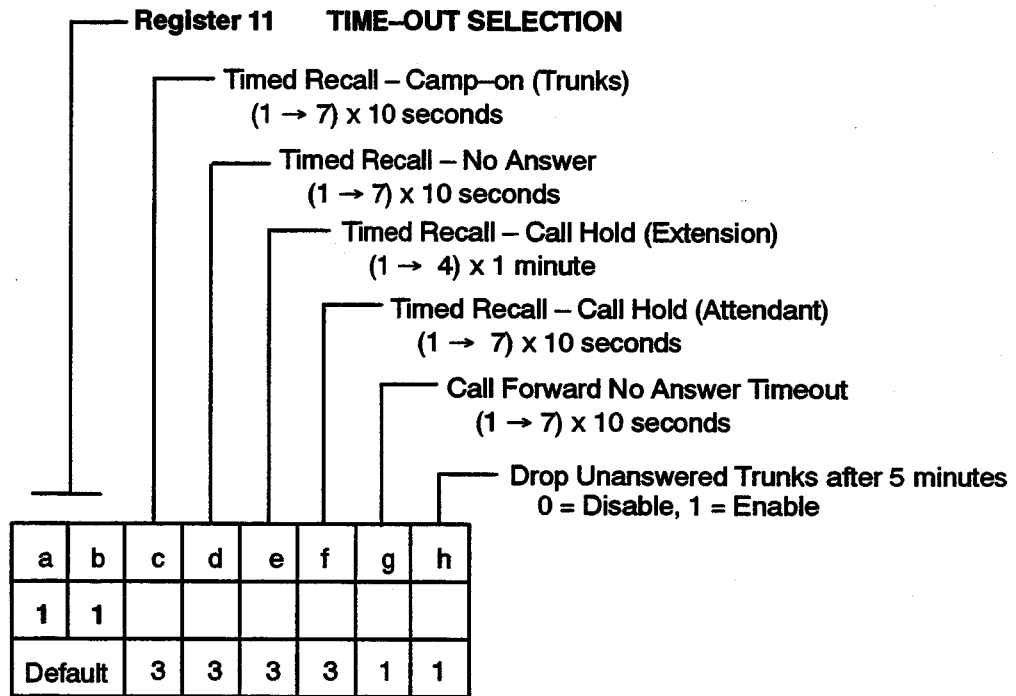 Register 11 TIME–OUT SELECTION
Timed Recall – Camp–on (Trunks)
(1 → 7) x 10 seconds
Timed Recall – No Answer
(1 → 7) x 10 seconds
Timed Recall – Call Hold (Extension)
(1 → 4) x 1 minute
Timed Recall – Call Hold (Attendant)
(1 → 7) x 10 seconds
Call Forward No Answer Timeout
(1 → 7) x 10 seconds
Drop Unanswered Trunks after 5 minutes
0 = Disable, 1 = Enable
a b c d e f g h
1 1
Default 3 3 3 3 1 1